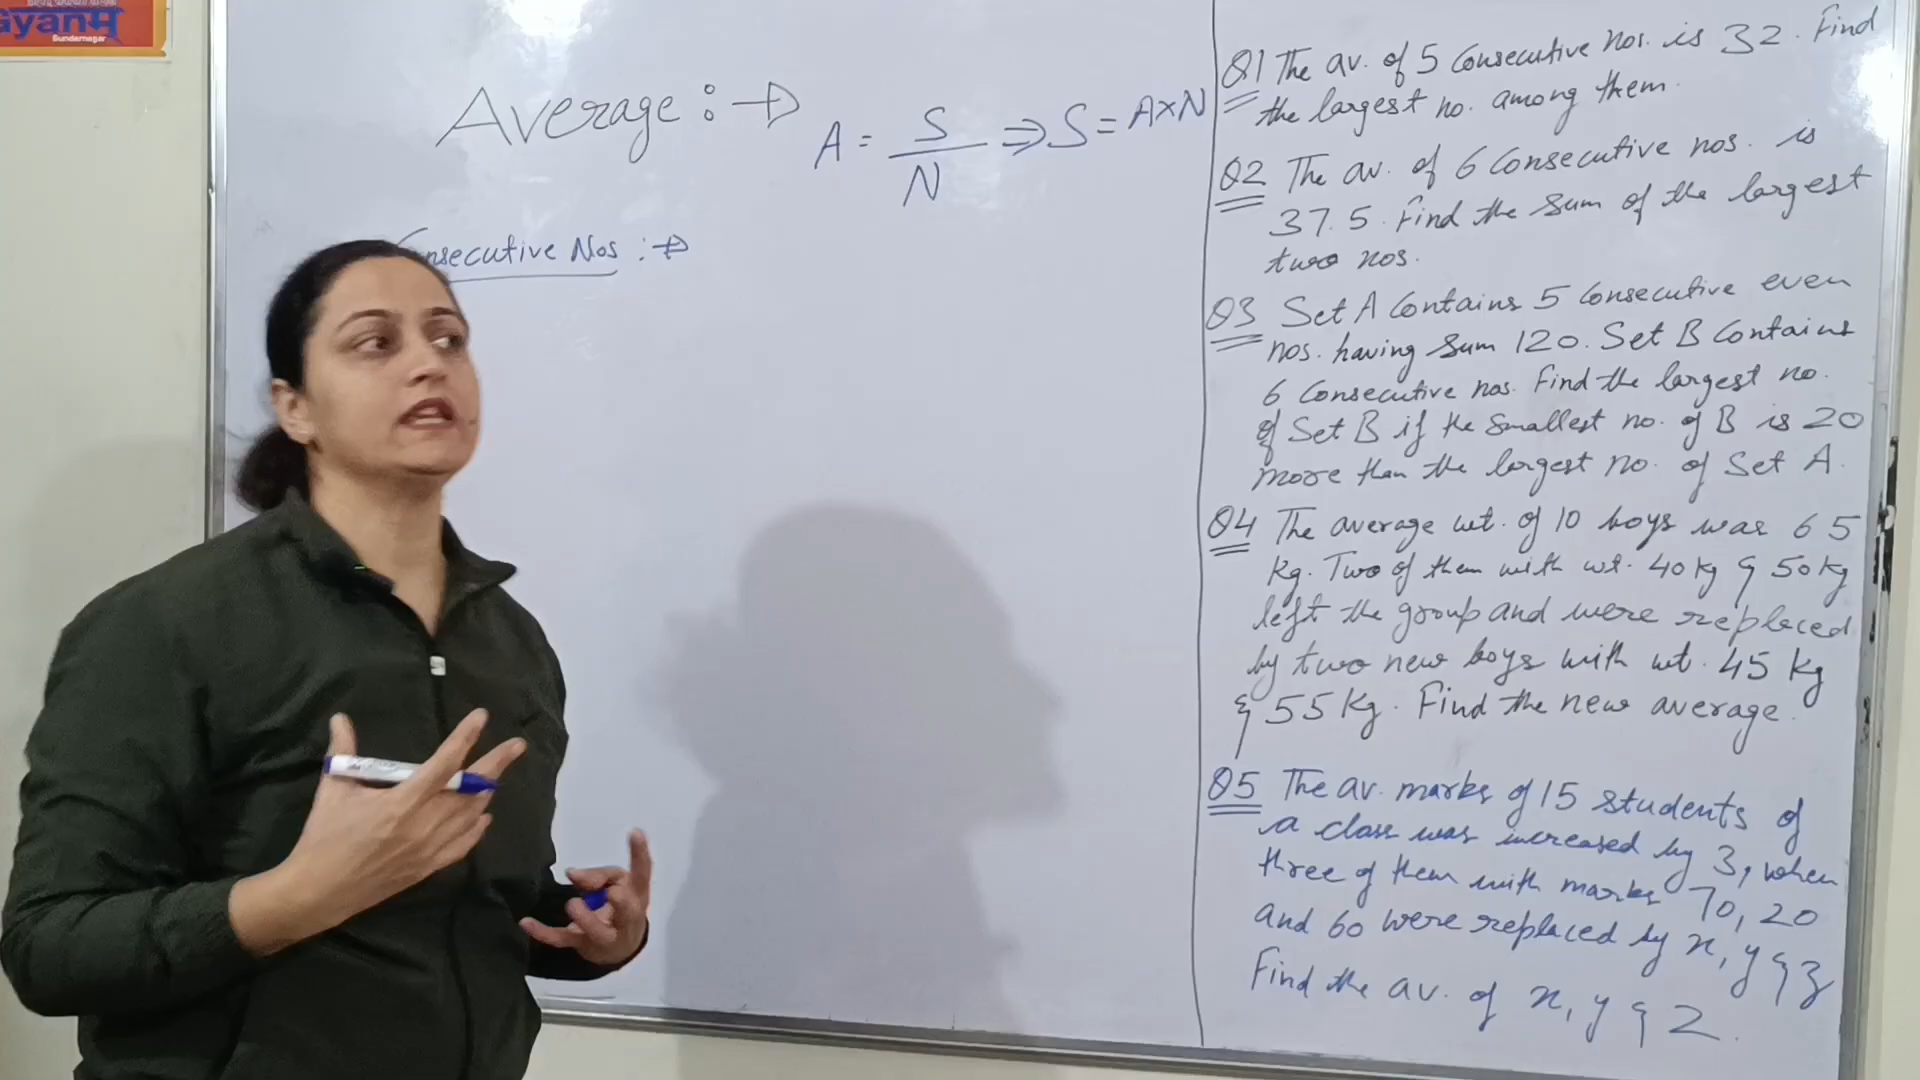 Gyanम
Sundernagar
Average :→
A = S/N ⇒ S = A×N
nsecutive Nos :→
Q1 The av. of 5 Consecutive nos. is 32. Find
the largest no. among them.
Q2 The av. of 6 Consecutive nos. is
37.5. Find the sum of the largest
two nos.
Q3 Set A Contains 5 Consecutive even
nos. having sum 120. Set B Contains
6 Consecutive nos. Find the largest no.
of Set B if the smallest no. of B is 20
more than the largest no. of Set A.
Q4 The average wt. of 10 boys was 65
kg. Two of them with wt. 40kg & 50kg
left the group and were replaced
by two new boys with wt. 45 kg
& 55 Kg. Find the new average.
Q5 The av. marks of 15 students of
a class was increased by 3, when
three of them with marks 70, 20
and 60 were replaced by x, y & z
Find the av. of x, y & z.